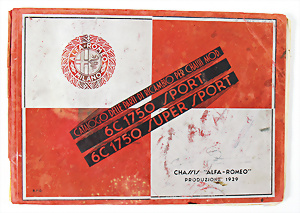 ALFA-ROMEO
MILANO
CATALOGO DELLE PARTI DI RICAMBIO PER CHASSIS MOD.
6C 1750 SPORT
6C 1750 SUPER SPORT
CHASSIS "ALFA-ROMEO"
PRODUZIONE 1929